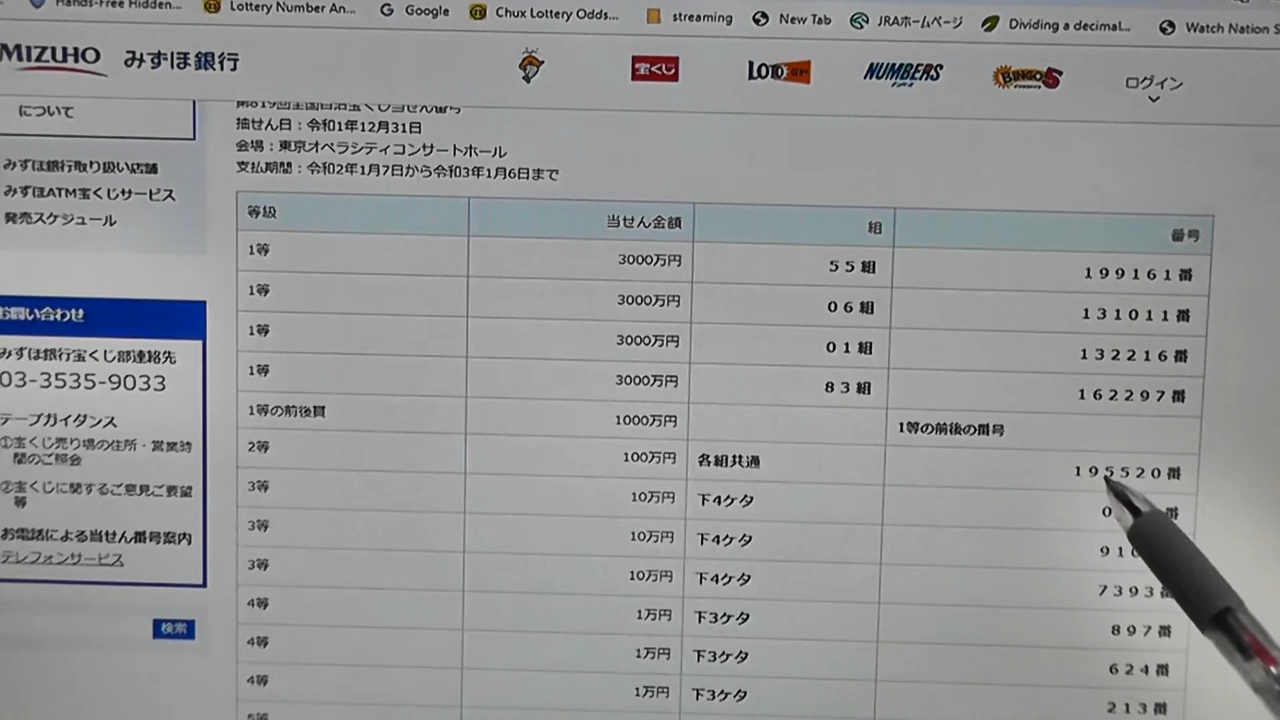 Hands-Free Hidden... Lottery Number An... Google Chux Lottery Odds... streaming New Tab JRAホームページ Dividing a decimal... Watch Nation S
MIZUHO みずほ銀行 宝くじ LOTO NUMBERS BINGO5 ログイン
について
みずほ銀行取り扱い店舗
みずほATM宝くじサービス
発売スケジュール
お問い合わせ
みずほ銀行宝くじ部連絡先
03-3535-9033
テープガイダンス
①宝くじ売り場の住所・営業時
間のご照会
②宝くじに関するご意見ご要望
等
お電話による当せん番号案内
テレフォンサービス
検索
第819回全国自治宝くじ当せん番号
抽せん日：令和1年12月31日
会場：東京オペラシティコンサートホール
支払期間：令和2年1月7日から令和3年1月6日まで
等級 当せん金額 組 番号
1等 3000万円 55組 199161番
1等 3000万円 06組 131011番
1等 3000万円 01組 132216番
1等 3000万円 83組 162297番
1等の前後賞 1000万円 1等の前後の番号
2等 100万円 各組共通 195520番
3等 10万円 下4ケタ 番
3等 10万円 下4ケタ
3等 10万円 下4ケタ 7393番
4等 1万円 下3ケタ 897番
4等 1万円 下3ケタ 624番
4等 1万円 下3ケタ 213番